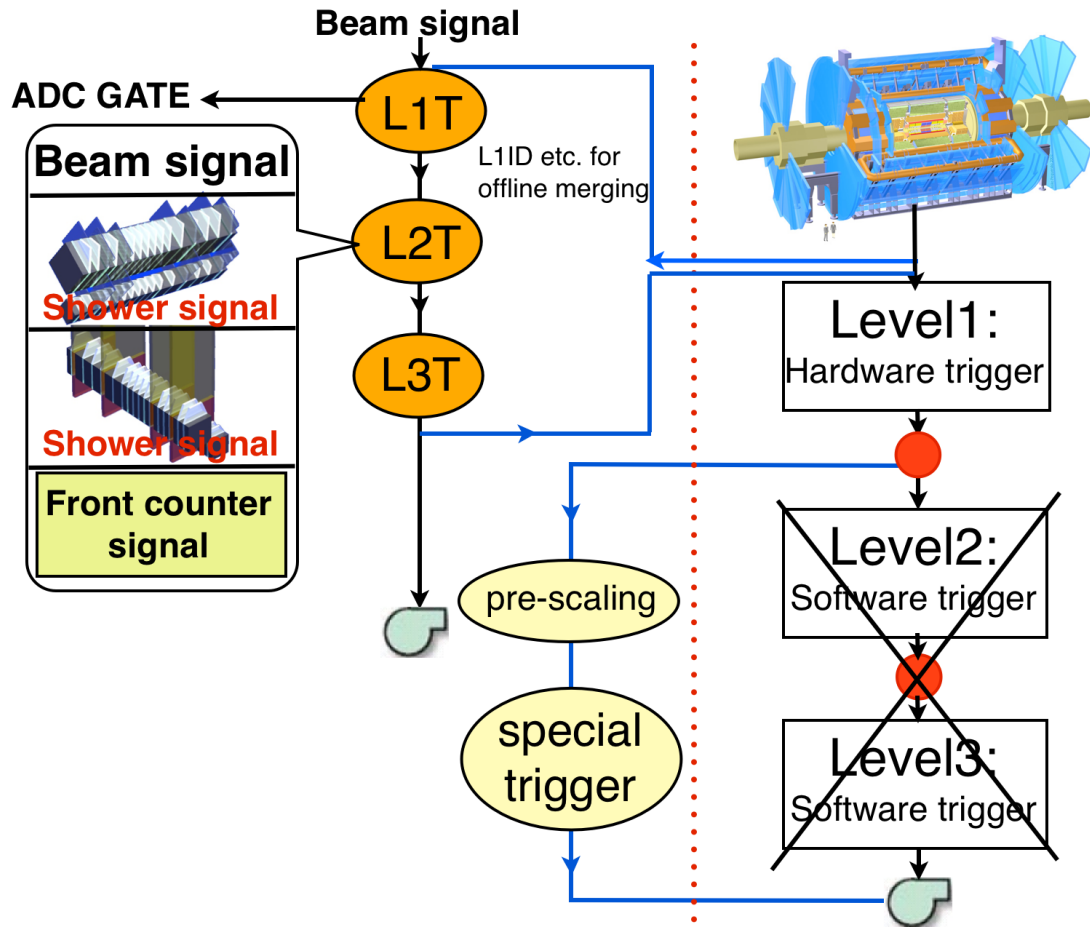 Beam signal
ADC GATE
L1T
L1ID etc. for
offline merging
Beam signal
Shower signal
Shower signal
Front counter
signal
L2T
L3T
pre-scaling
special
trigger
Level1:
Hardware trigger
Level2:
Software trigger
Level3:
Software trigger